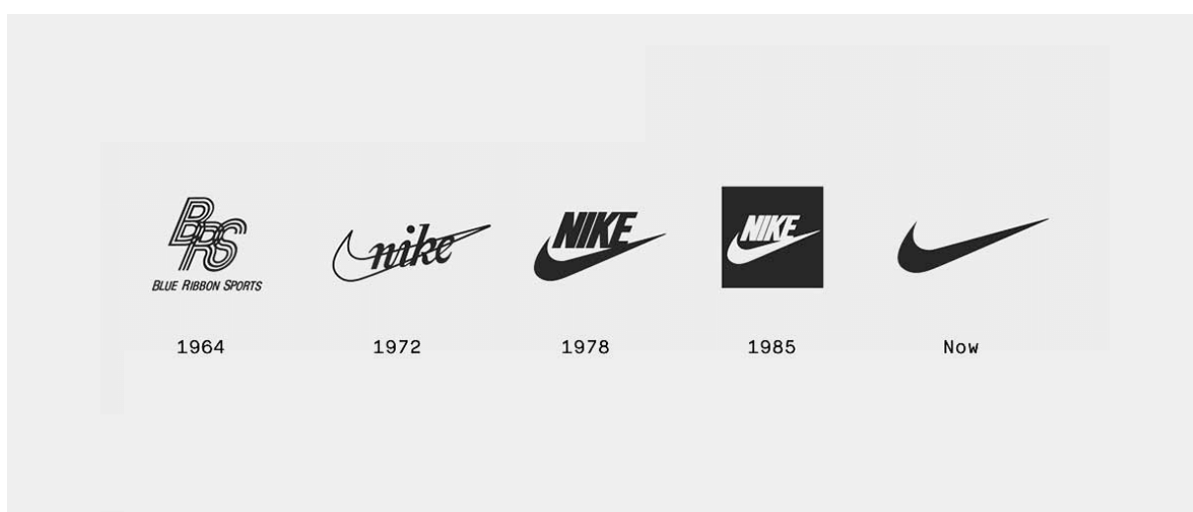 BRS
BLUE RIBBON SPORTS
nike
NIKE
NIKE
1964
1972
1978
1985
Now